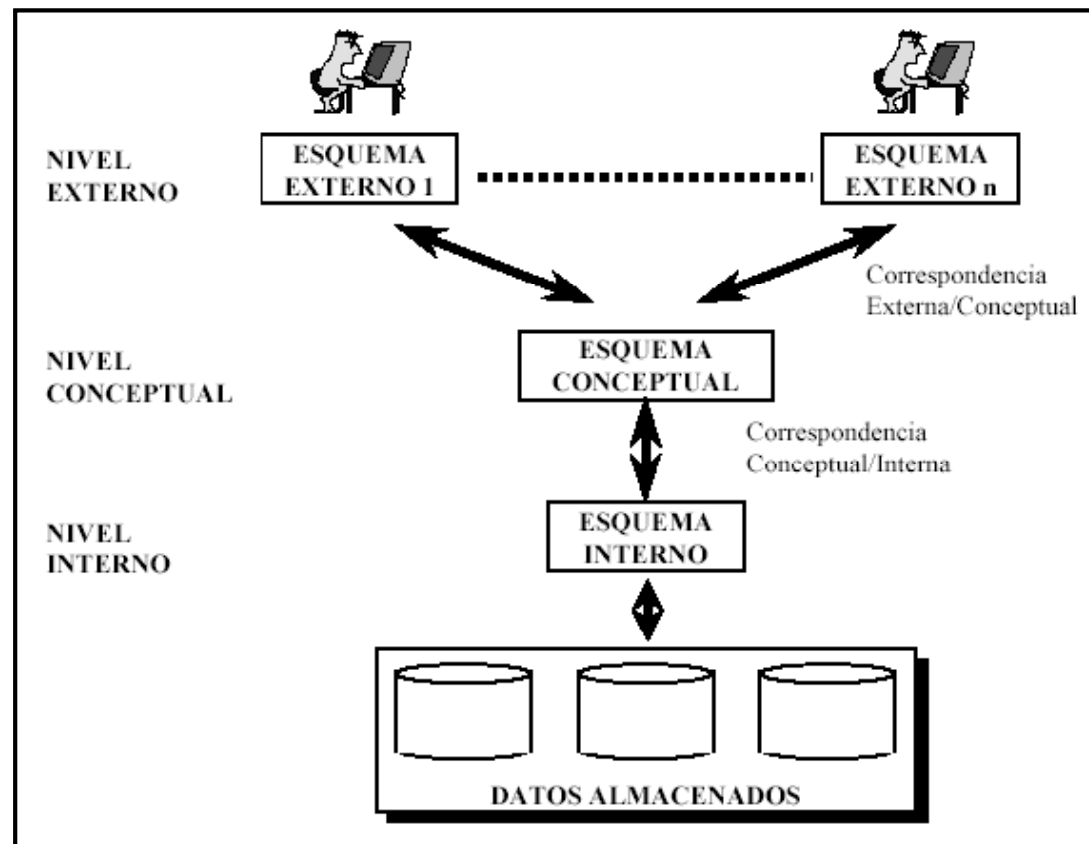 NIVEL
EXTERNO
ESQUEMA
EXTERNO 1
ESQUEMA
EXTERNO n
Correspondencia
Externa/Conceptual
NIVEL
CONCEPTUAL
ESQUEMA
CONCEPTUAL
Correspondencia
Conceptual/Interna
NIVEL
INTERNO
ESQUEMA
INTERNO
DATOS ALMACENADOS